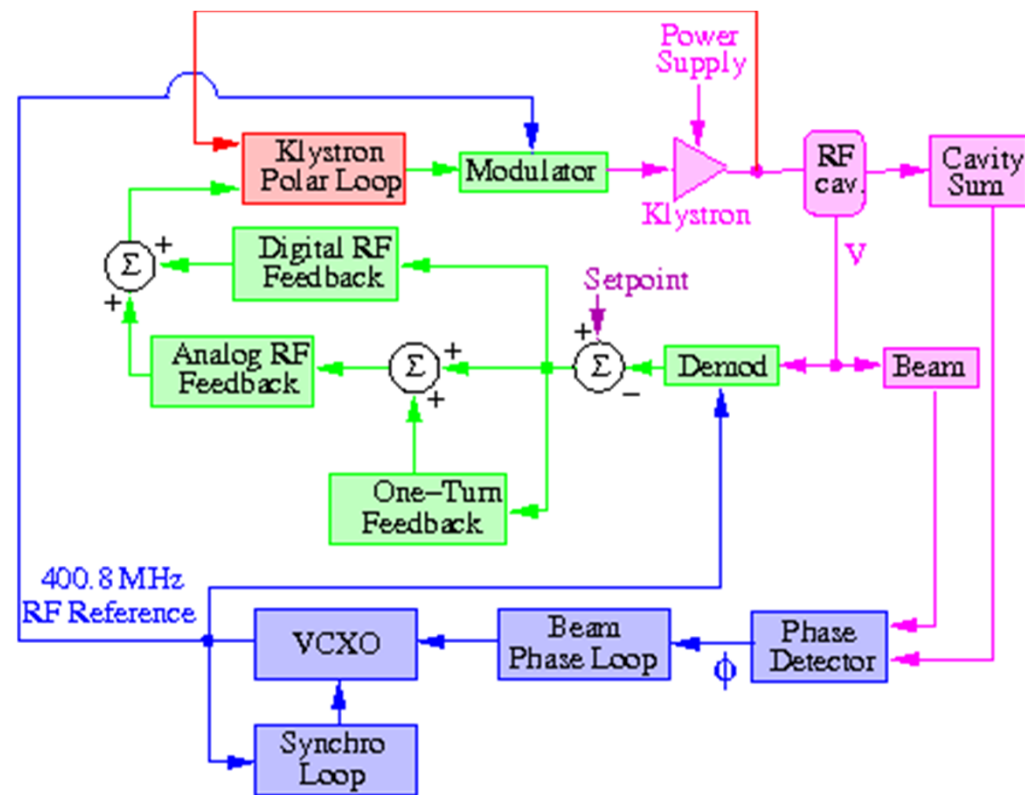 Power
Supply
Klystron
Polar Loop
Modulator
Klystron
RF
cav.
Cavity
Sum
V
Σ
+
+
Digital RF
Feedback
Setpoint
Analog RF
Feedback
Σ
+
+
+
Σ
−
Demod
Beam
One−Turn
Feedback
400.8 MHz
RF Reference
VCXO
Beam
Phase Loop
ϕ
Phase
Detector
Synchro
Loop